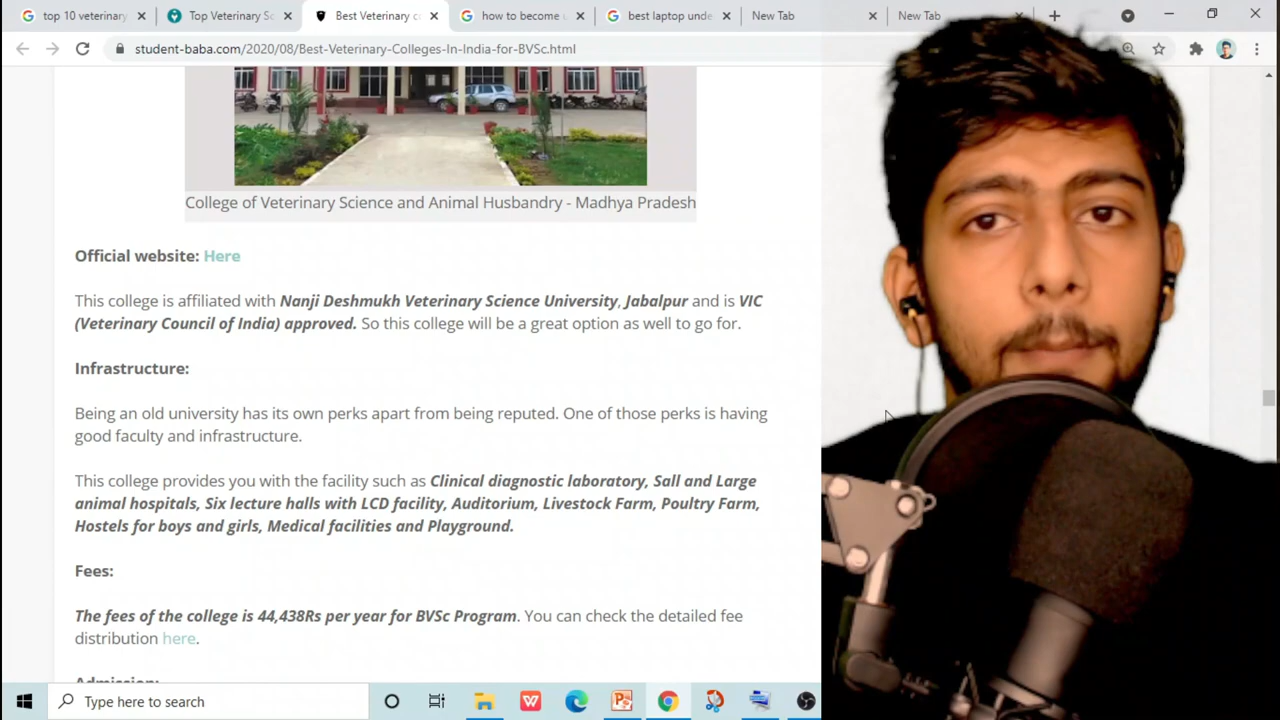 top 10 veterinary
Top Veterinary Sc
Best Veterinary c
how to become
best laptop unde
New Tab
New Tab
student-baba.com/2020/08/Best-Veterinary-Colleges-In-India-for-BVSc.html
College of Veterinary Science and Animal Husbandry - Madhya Pradesh
Official website: Here
This college is affiliated with Nanji Deshmukh Veterinary Science University, Jabalpur and is VIC
(Veterinary Council of India) approved. So this college will be a great option as well to go for.
Infrastructure:
Being an old university has its own perks apart from being reputed. One of those perks is having
good faculty and infrastructure.
This college provides you with the facility such as Clinical diagnostic laboratory, Sall and Large
animal hospitals, Six lecture halls with LCD facility, Auditorium, Livestock Farm, Poultry Farm,
Hostels for boys and girls, Medical facilities and Playground.
Fees:
The fees of the college is 44,438Rs per year for BVSc Program. You can check the detailed fee
distribution here.
Admission:
Type here to search